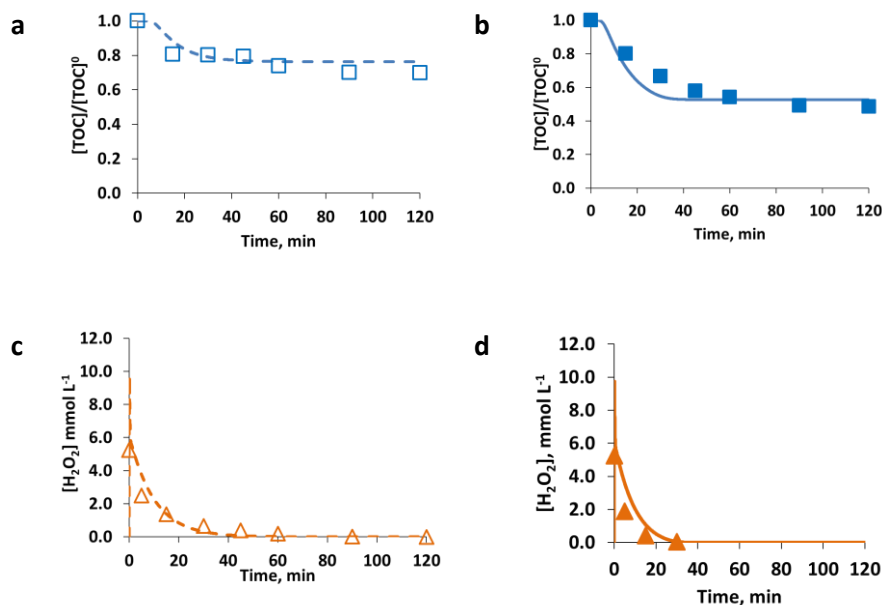 a
[TOC]/[TOC]⁰
1.0
0.8
0.6
0.4
0.2
0.0
0 20 40 60 80 100 120
Time, min
b
[TOC]/[TOC]⁰
1.0
0.8
0.6
0.4
0.2
0.0
0 20 40 60 80 100 120
Time, min
c
[H₂O₂] mmol L⁻¹
12.0
10.0
8.0
6.0
4.0
2.0
0.0
0 20 40 60 80 100 120
Time, min
d
[H₂O₂], mmol L⁻¹
12.0
10.0
8.0
6.0
4.0
2.0
0.0
0 20 40 60 80 100 120
Time, min